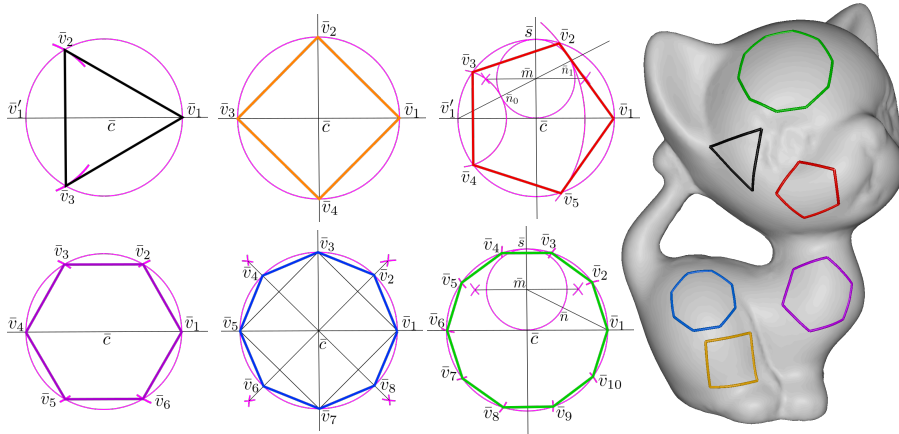 v̄₂
v̄′₁ c̄ v̄₁
v̄₃
v̄₂
v̄₃ c̄ v̄₁
v̄₄
s̄ v̄₂
v̄₃ m̄ n̄₁
n̄₀
v̄′₁ c̄ v̄₁
v̄₄
v̄₅
v̄₃ v̄₂
v̄₄ c̄ v̄₁
v̄₅ v̄₆
v̄₃
v̄₄ v̄₂
v̄₅ c̄ v̄₁
v̄₆ v̄₈
v̄₇
v̄₄ s̄ v̄₃
v̄₅ m̄ v̄₂
n̄
v̄₆ c̄ v̄₁
v̄₇ v̄₁₀
v̄₈ v̄₉